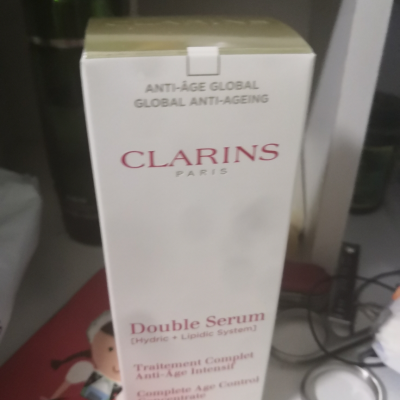 ANTI-ÂGE GLOBAL
GLOBAL ANTI-AGEING
CLARINS
PARIS
Double Serum
[Hydric + Lipidic System]
Traitement Complet
Anti-Âge Intensif
Complete Age Control